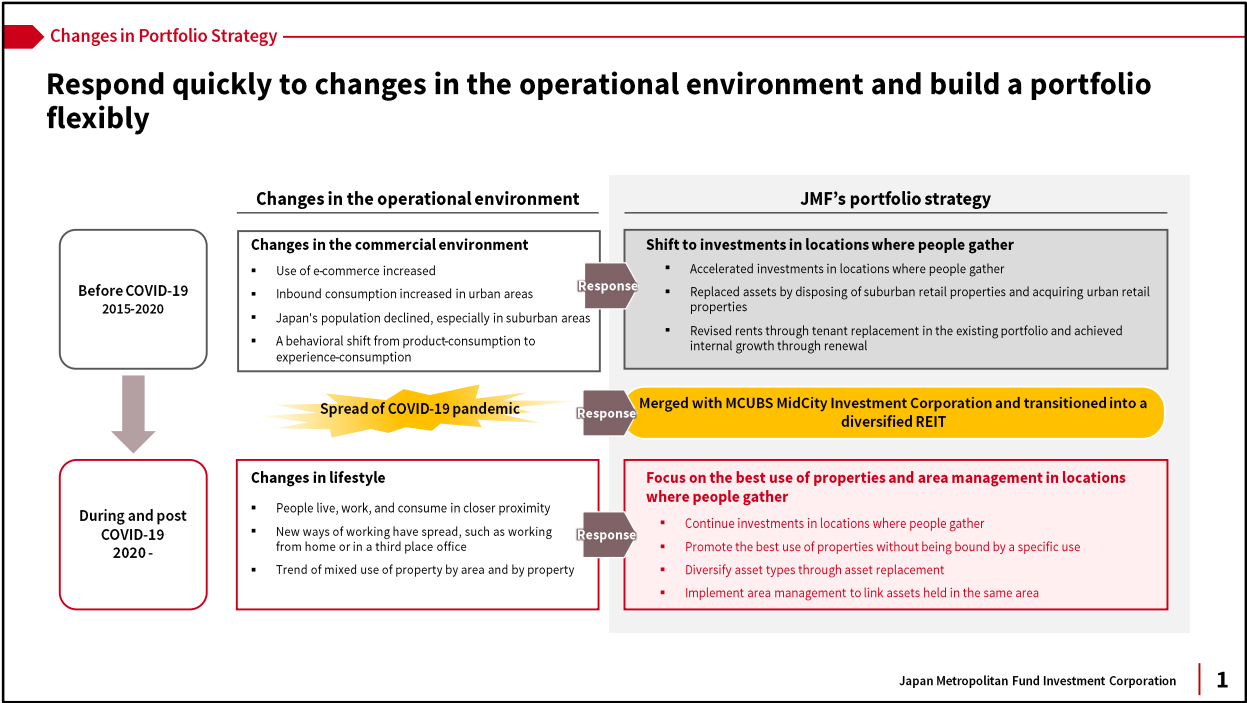 Changes in Portfolio Strategy
Respond quickly to changes in the operational environment and build a portfolio
flexibly
Changes in the operational environment
JMF's portfolio strategy
Before COVID-19
2015-2020
Changes in the commercial environment
▪ Use of e-commerce increased
▪ Inbound consumption increased in urban areas
▪ Japan's population declined, especially in suburban areas
▪ A behavioral shift from product-consumption to
experience-consumption
Response
Shift to investments in locations where people gather
▪ Accelerated investments in locations where people gather
▪ Replaced assets by disposing of suburban retail properties and acquiring urban retail
properties
▪ Revised rents through tenant replacement in the existing portfolio and achieved
internal growth through renewal
Spread of COVID-19 pandemic
Response
Merged with MCUBS MidCity Investment Corporation and transitioned into a
diversified REIT
During and post
COVID-19
2020 -
Changes in lifestyle
▪ People live, work, and consume in closer proximity
▪ New ways of working have spread, such as working
from home or in a third place office
▪ Trend of mixed use of property by area and by property
Response
Focus on the best use of properties and area management in locations
where people gather
▪ Continue investments in locations where people gather
▪ Promote the best use of properties without being bound by a specific use
▪ Diversify asset types through asset replacement
▪ Implement area management to link assets held in the same area
Japan Metropolitan Fund Investment Corporation
1